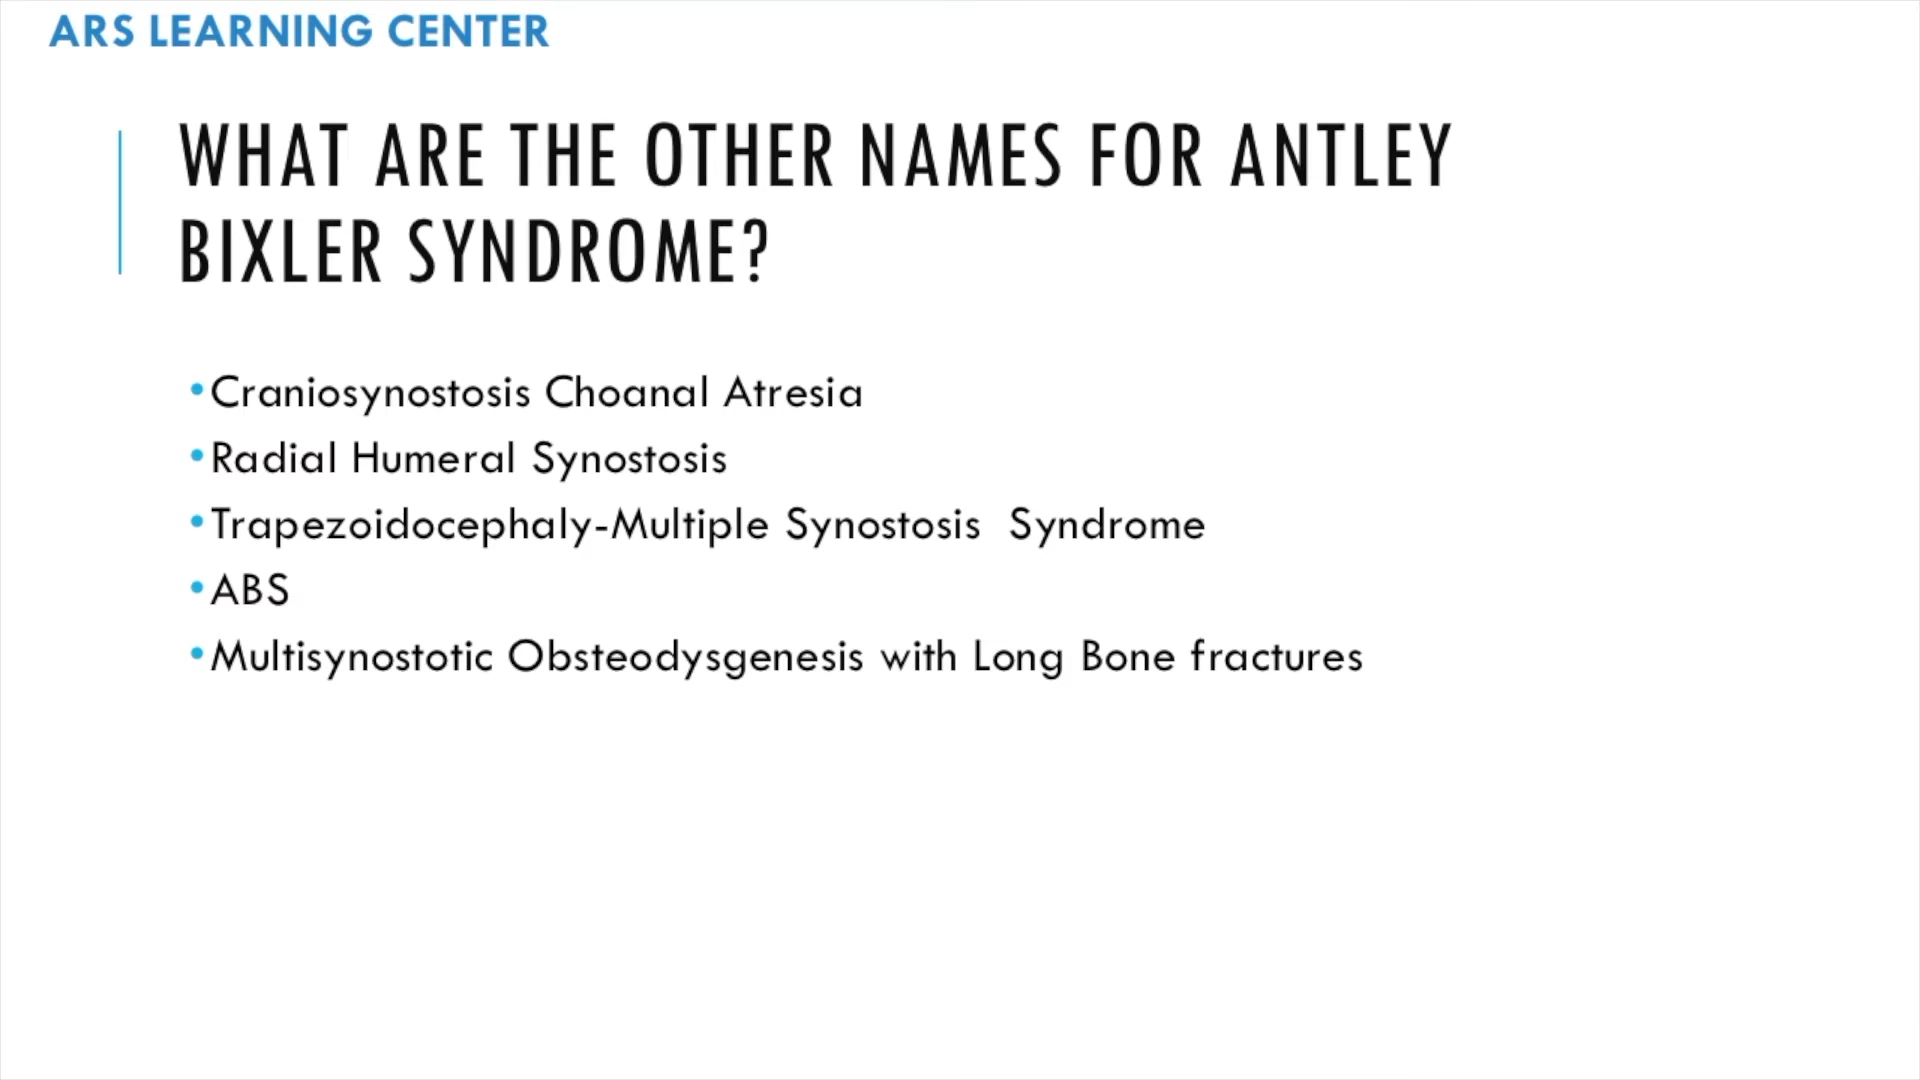 ARS LEARNING CENTER
WHAT ARE THE OTHER NAMES FOR ANTLEY
BIXLER SYNDROME?
•Craniosynostosis Choanal Atresia
•Radial Humeral Synostosis
•Trapezoidocephaly-Multiple Synostosis  Syndrome
•ABS
•Multisynostotic Obsteodysgenesis with Long Bone fractures